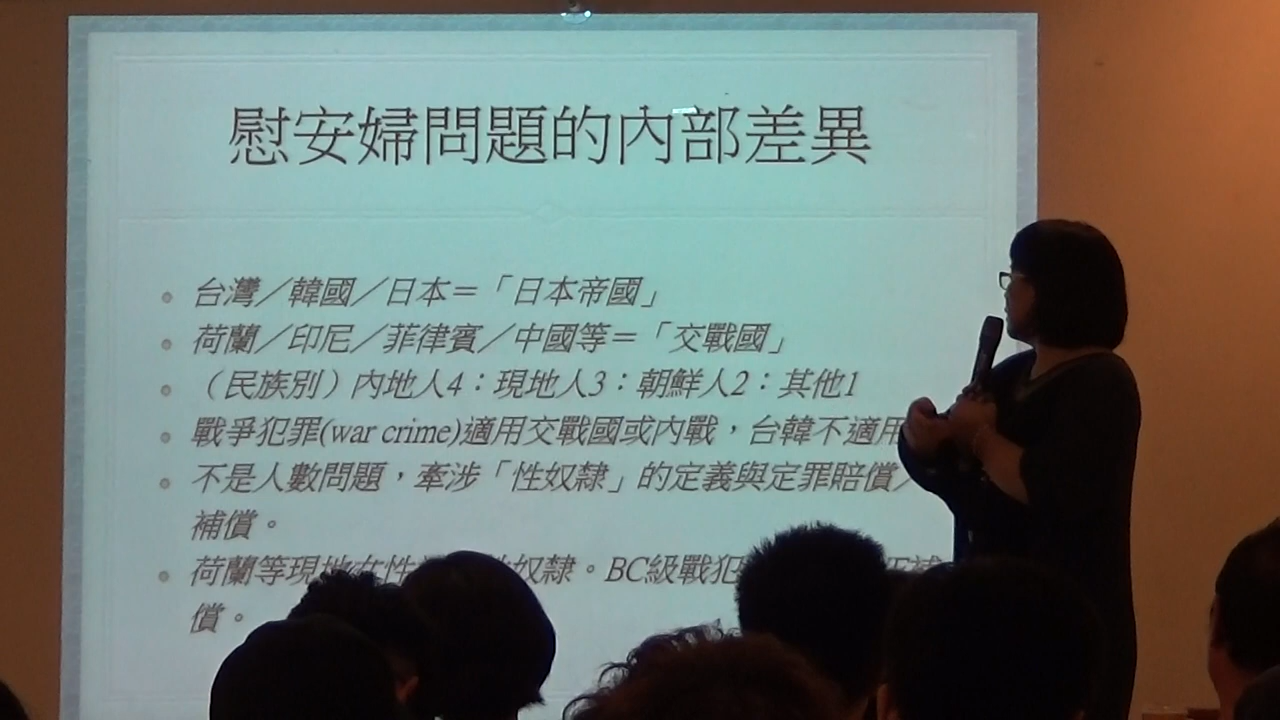 慰安婦問題的內部差異
台灣／韓國／日本＝「日本帝國」
荷蘭／印尼／菲律賓／中國等＝「交戰國」
（民族別）內地人4：現地人3：朝鮮人2：其他1
戰爭犯罪(war crime)適用交戰國或內戰，台韓不適用
不是人數問題，牽涉「性奴隸」的定義與定罪賠償／
補償。
荷蘭等現地女性 性奴隸。BC級戰犯 補
償。